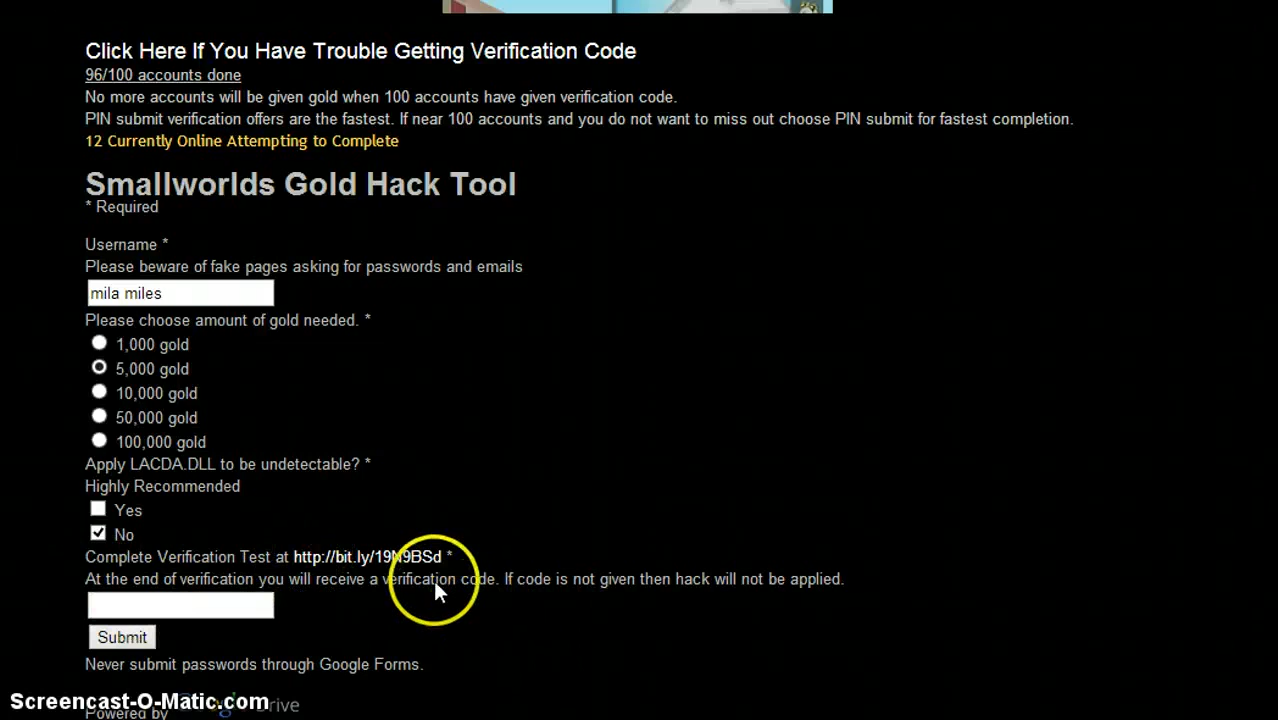 Click Here If You Have Trouble Getting Verification Code
96/100 accounts done
No more accounts will be given gold when 100 accounts have given verification code.
PIN submit verification offers are the fastest. If near 100 accounts and you do not want to miss out choose PIN submit for fastest completion.
12 Currently Online Attempting to Complete
Smallworlds Gold Hack Tool
* Required
Username *
Please beware of fake pages asking for passwords and emails
mila miles
Please choose amount of gold needed. *
1,000 gold
5,000 gold
10,000 gold
50,000 gold
100,000 gold
Apply LACDA.DLL to be undetectable? *
Highly Recommended
Yes
No
Complete Verification Test at http://bit.ly/19N9BSd *
At the end of verification you will receive a verification code. If code is not given then hack will not be applied.
Submit
Never submit passwords through Google Forms.
Screencast-O-Matic.com
Powered by Drive